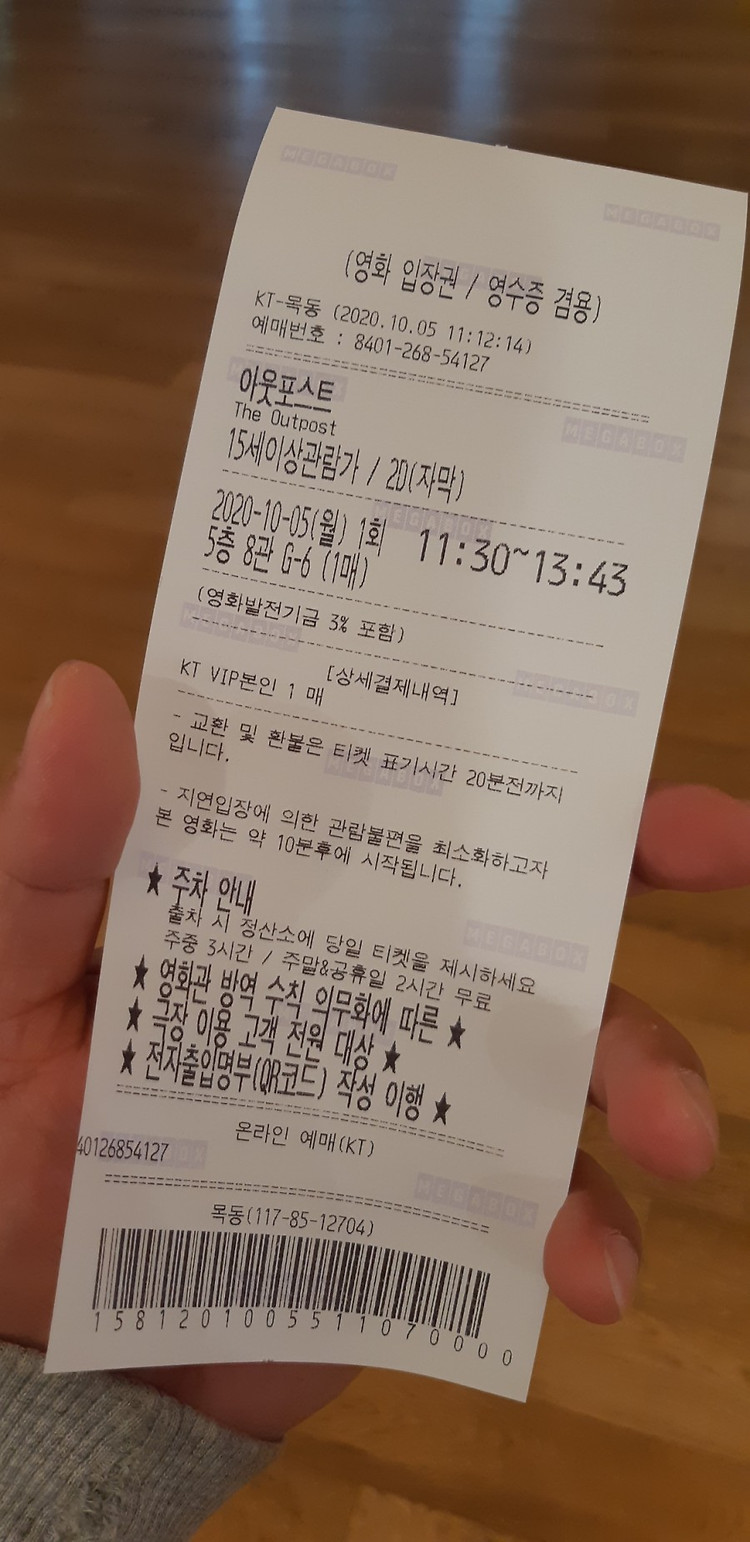 MEGABOX
MEGABOX
(영화 입장권 / 영수증 겸용)
KT-목동 (2020.10.05 11:12:14)
예매번호 : 8401-268-54127
아웃포스트
The Outpost
MEGABOX
15세이상관람가 / 2D(자막)
MEGABOX
2020-10-05(월) 1회 11:30~13:43
5층 8관 G-6 (1매)
(영화발전기금 3% 포함)
MEGABOX
[상세결제내역]
MEGABOX
KT VIP본인 1 매
- 교환 및 환불은 티켓 표기시간 20분전까지
입니다.
MEGABOX
- 지연입장에 의한 관람불편을 최소화하고자
본 영화는 약 10분후에 시작됩니다.
★ 주차 안내
출차 시 정산소에 당일 티켓을 제시하세요
MEGABOX
주중 3시간 / 주말&공휴일 2시간 무료
★ 영화관 방역 수칙 의무화에 따른 ★
★ 극장 이용 고객 전원 대상 ★
★ 전자출입명부(QR코드) 작성 이행 ★
온라인 예매(KT)
40126854127
MEGABOX
목동(117-85-12704)
1581201005511070000